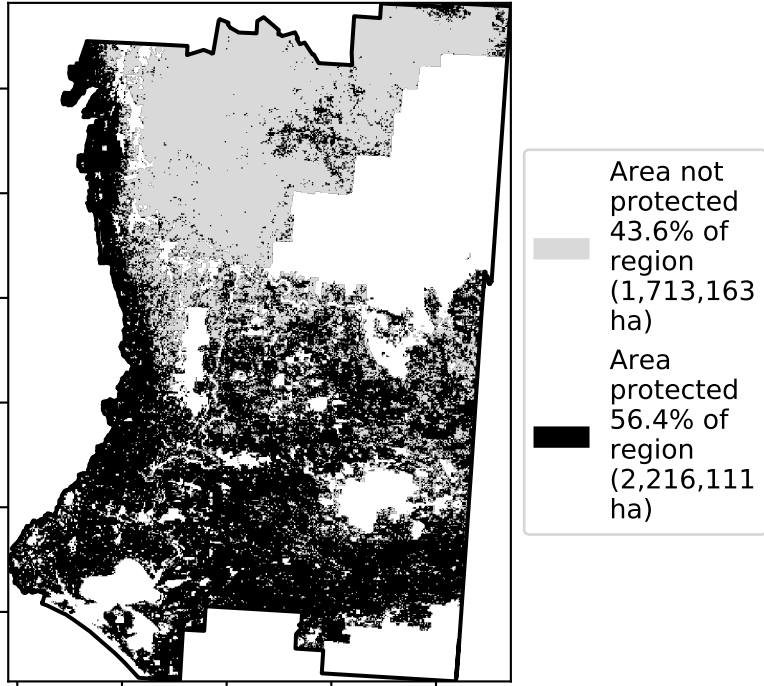 Area not
protected
43.6% of
region
(1,713,163
ha)
Area
protected
56.4% of
region
(2,216,111
ha)